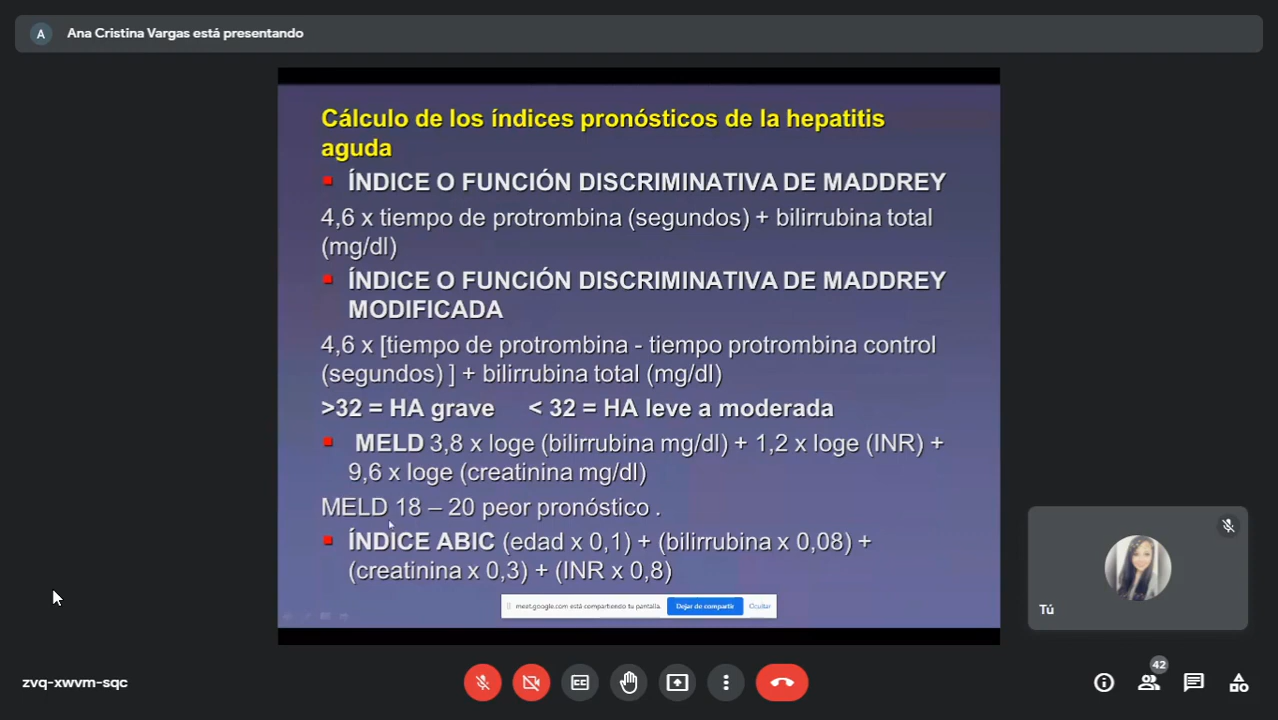 A
Ana Cristina Vargas está presentando
Cálculo de los índices pronósticos de la hepatitis
aguda
ÍNDICE O FUNCIÓN DISCRIMINATIVA DE MADDREY
4,6 x tiempo de protrombina (segundos) + bilirrubina total
(mg/dl)
ÍNDICE O FUNCIÓN DISCRIMINATIVA DE MADDREY
MODIFICADA
4,6 x [tiempo de protrombina - tiempo protrombina control
(segundos) ] + bilirrubina total (mg/dl)
>32 = HA grave < 32 = HA leve a moderada
MELD 3,8 x loge (bilirrubina mg/dl) + 1,2 x loge (INR) +
9,6 x loge (creatinina mg/dl)
MELD 18 – 20 peor pronóstico .
ÍNDICE ABIC (edad x 0,1) + (bilirrubina x 0,08) +
(creatinina x 0,3) + (INR x 0,8)
meet.google.com está compartiendo tu pantalla. Dejar de compartir Ocultar
Tú
zvq-xwvm-sqc
CC
42